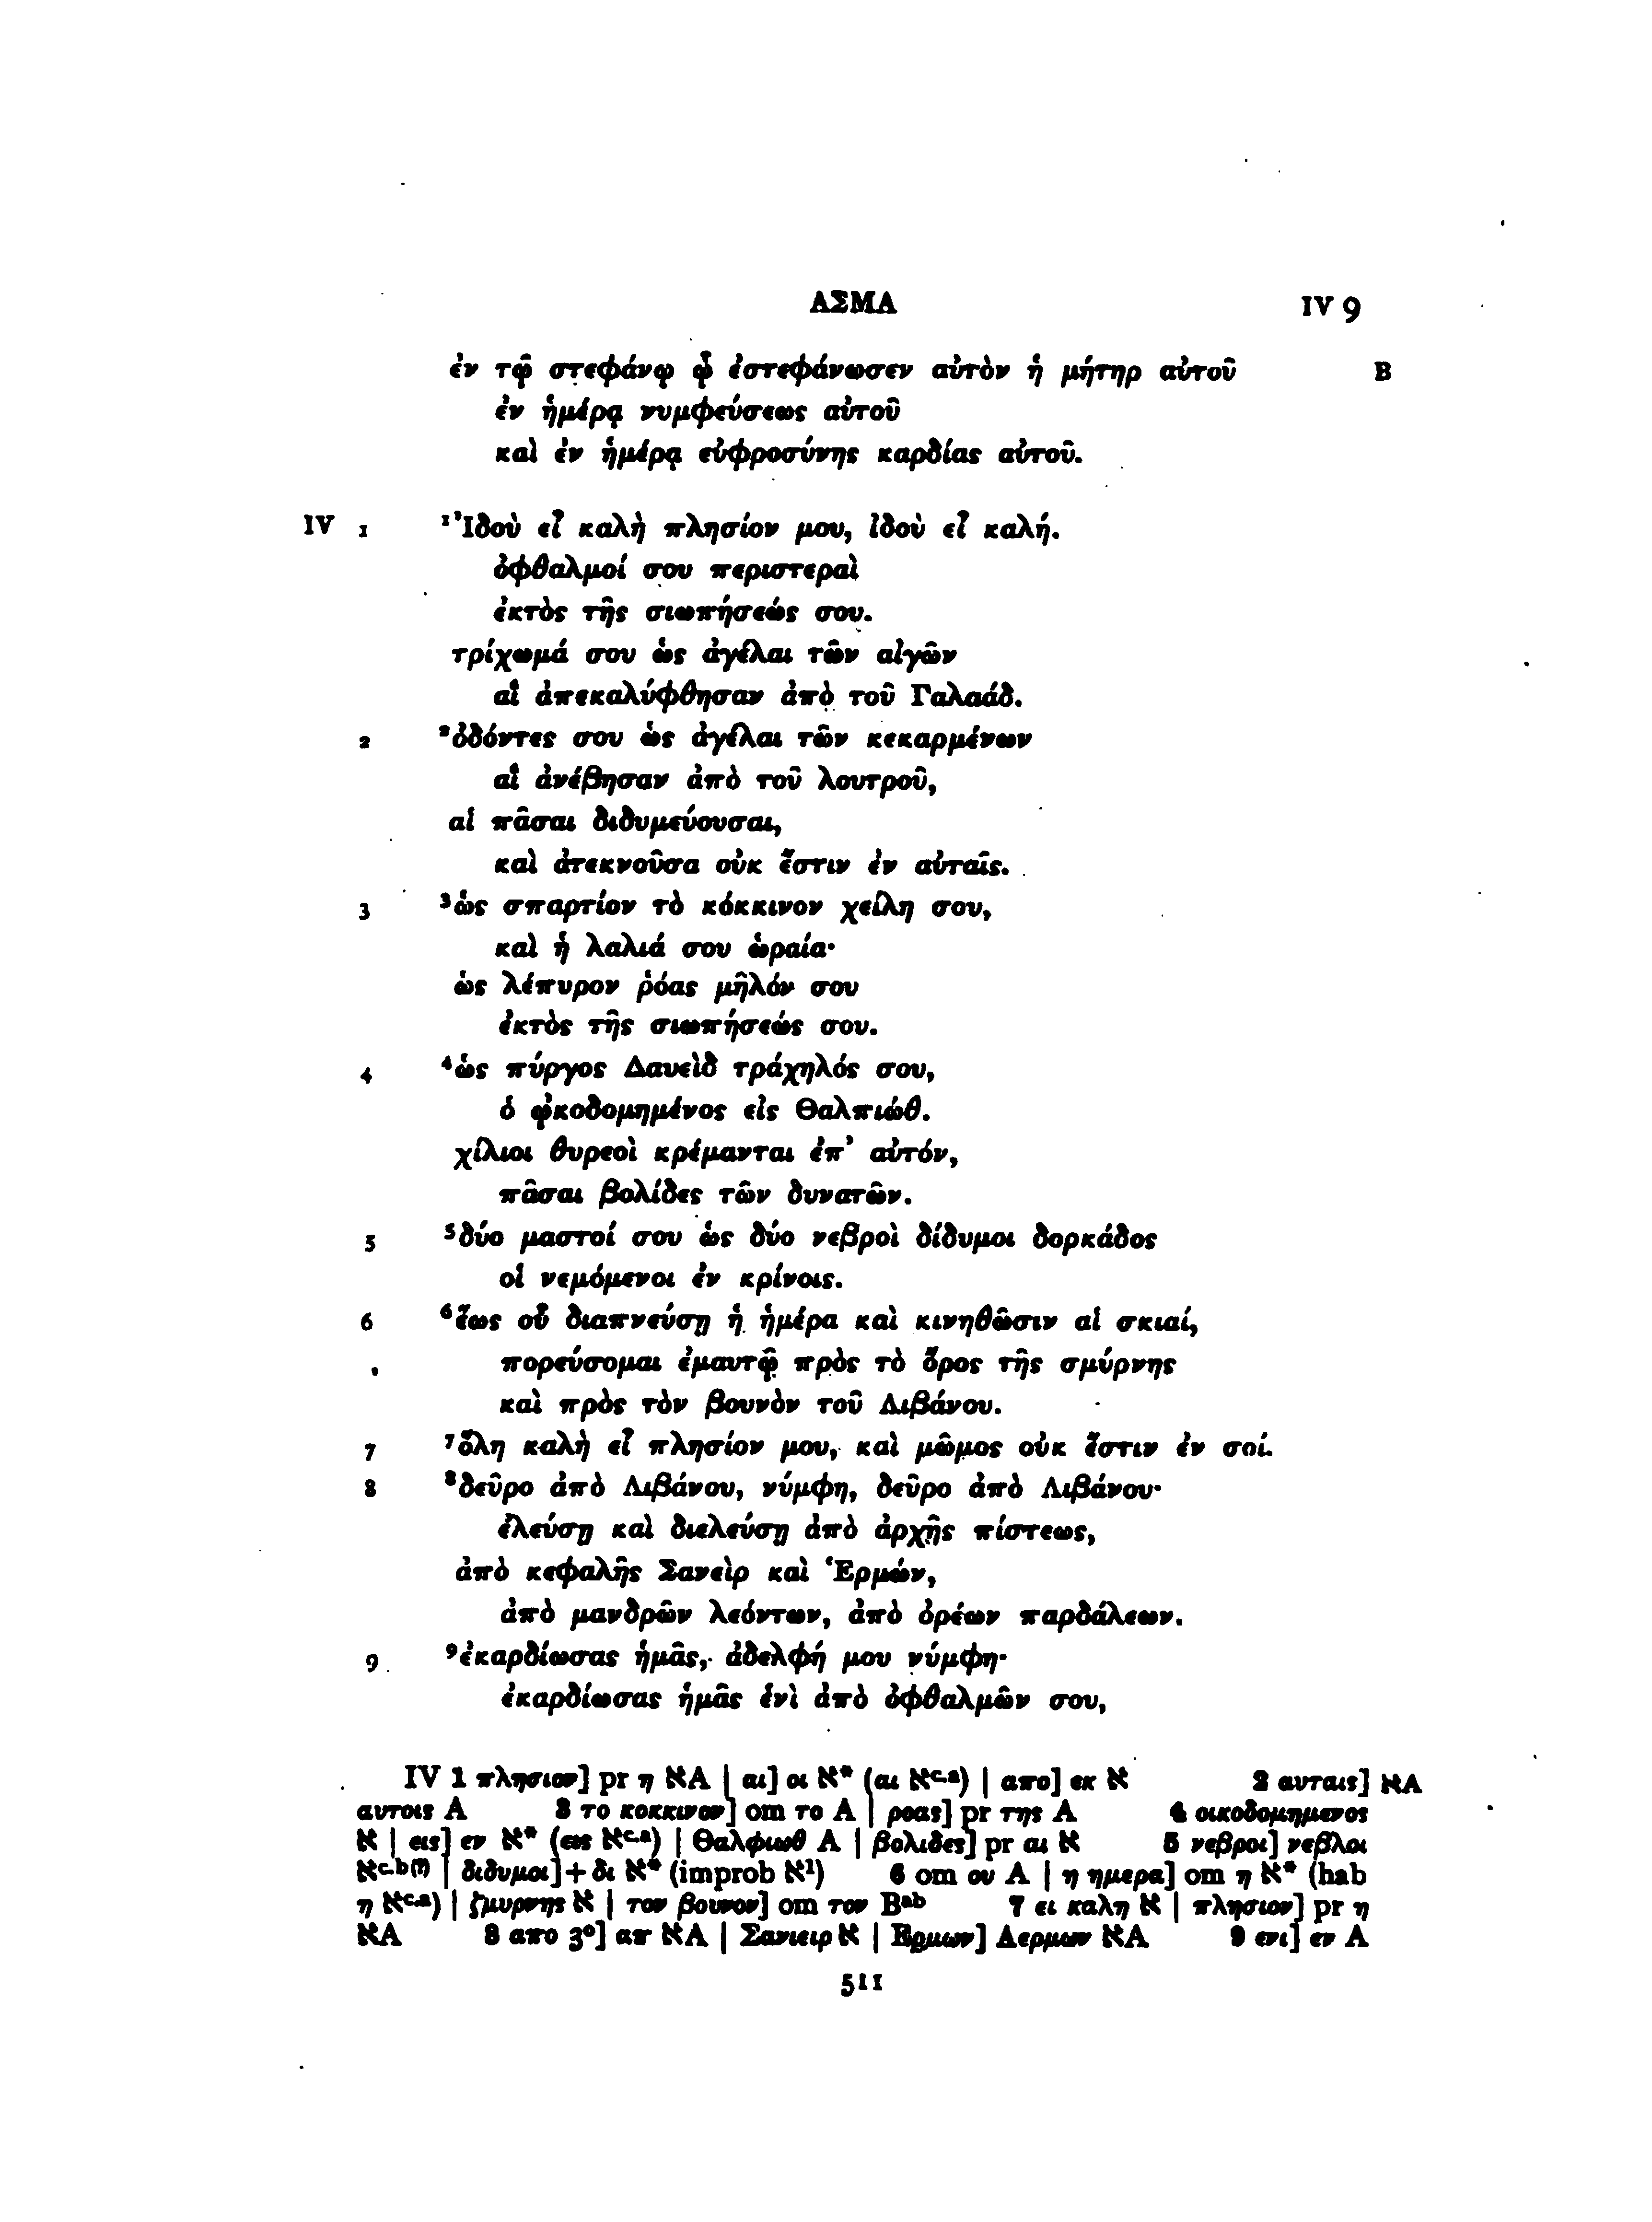 ΑΣΜΑ IV 9
ἐν τῷ στεφάνῳ ᾧ ἐστεφάνωσεν αὐτὸν ἡ μήτηρ αὐτοῦ B
ἐν ἡμέρᾳ νυμφεύσεως αὐτοῦ
καὶ ἐν ἡμέρᾳ εὐφροσύνης καρδίας αὐτοῦ.
IV 1 ¹Ἰδοὺ εἶ καλὴ πλησίον μου, ἰδοὺ εἶ καλή.
ὀφθαλμοί σου περιστεραὶ
ἐκτὸς τῆς σιωπήσεώς σου.
τρίχωμά σου ὡς ἀγέλαι τῶν αἰγῶν
αἳ ἀπεκαλύφθησαν ἀπὸ τοῦ Γαλαάδ.
2 ²ὀδόντες σου ὡς ἀγέλαι τῶν κεκαρμένων
αἳ ἀνέβησαν ἀπὸ τοῦ λουτροῦ,
αἱ πᾶσαι διδυμεύουσαι,
καὶ ἀτεκνοῦσα οὐκ ἔστιν ἐν αὐταῖς.
3 ³ὡς σπαρτίον τὸ κόκκινον χείλη σου,
καὶ ἡ λαλιά σου ὡραία·
ὡς λέπυρον ῥόας μῆλόν σου
ἐκτὸς τῆς σιωπήσεώς σου.
4 ⁴ὡς πύργος Δαυεὶδ τράχηλός σου,
ὁ ᾠκοδομημένος εἰς Θαλπιώθ.
χίλιοι θυρεοὶ κρέμανται ἐπ᾽ αὐτόν,
πᾶσαι βολίδες τῶν δυνατῶν.
5 ⁵δύο μαστοί σου ὡς δύο νεβροὶ δίδυμοι δορκάδος
οἱ νεμόμενοι ἐν κρίνοις.
6 ⁶ἕως οὗ διαπνεύσῃ ἡ ἡμέρα καὶ κινηθῶσιν αἱ σκιαί,
πορεύσομαι ἐμαυτῷ πρὸς τὸ ὄρος τῆς σμύρνης
καὶ πρὸς τὸν βουνὸν τοῦ Λιβάνου.
7 ⁷ὅλη καλὴ εἶ πλησίον μου, καὶ μῶμος οὐκ ἔστιν ἐν σοί.
8 ⁸δεῦρο ἀπὸ Λιβάνου, νύμφη, δεῦρο ἀπὸ Λιβάνου·
ἐλεύσῃ καὶ διελεύσῃ ἀπὸ ἀρχῆς πίστεως,
ἀπὸ κεφαλῆς Σανεὶρ καὶ Ἑρμών,
ἀπὸ μανδρῶν λεόντων, ἀπὸ ὀρέων παρδάλεων.
9 ⁹ἐκαρδίωσας ἡμᾶς, ἀδελφή μου νύμφη·
ἐκαρδίωσας ἡμᾶς ἑνὶ ἀπὸ ὀφθαλμῶν σου,
IV 1 πλησιον] pr η אA | αι] οι א* (αι אc.a) | απο] εκ א 2 αυταις] אA
αυτοις A 3 το κοκκινον] om το A | ροας] pr της A 4 οικοδομημενος
א | εις] εν א* (εις אc.a) | Θαλφιωθ A | βολιδες] pr αι א 5 νεβροι] νεβλοι
אc.b(?) | διδυμοι]+δι א* (improb א1) 6 om ου A | η ημερα] om η א* (hab
η אc.a) | ζμυρνης א | τον βουνον] om τον Bab 7 ει καλη א | πλησιον] pr η
אA 8 απο 3°] απ אA | Σανιειρ א | Ερμων] Αερμων אA 9 ενι] εν A
511